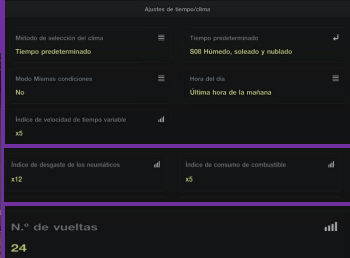 Ajustes de tiempo/clima
Método de selección del clima
Tiempo predeterminado
Tiempo predeterminado
S08 Húmedo, soleado y nublado
Modo Mismas condiciones
No
Hora del día
Última hora de la mañana
Índice de velocidad de tiempo variable
x5
Índice de desgaste de los neumáticos
x12
Índice de consumo de combustible
x5
N.º de vueltas
24